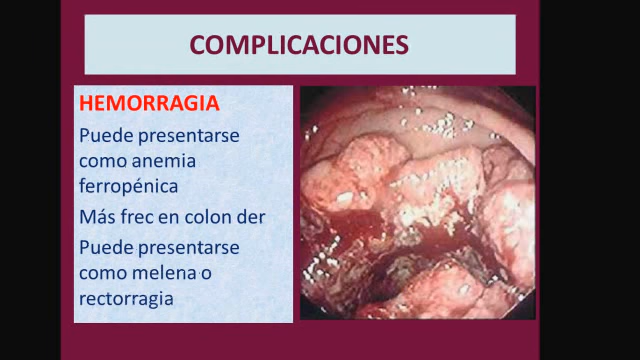 COMPLICACIONES
HEMORRAGIA
Puede presentarse
como anemia
ferropénica
Más frec en colon der
Puede presentarse
como melena o
rectorragia